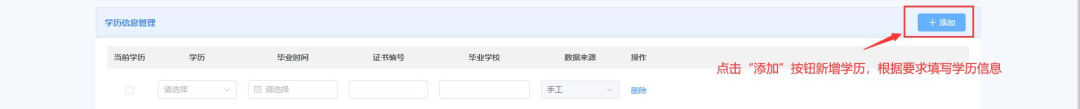 学历信息管理
+ 添加
当前学历 学历 毕业时间 证书编号 毕业学校 数据来源 操作
点击“添加”按钮新增学历，根据要求填写学历信息
请选择 请选择 手工 删除